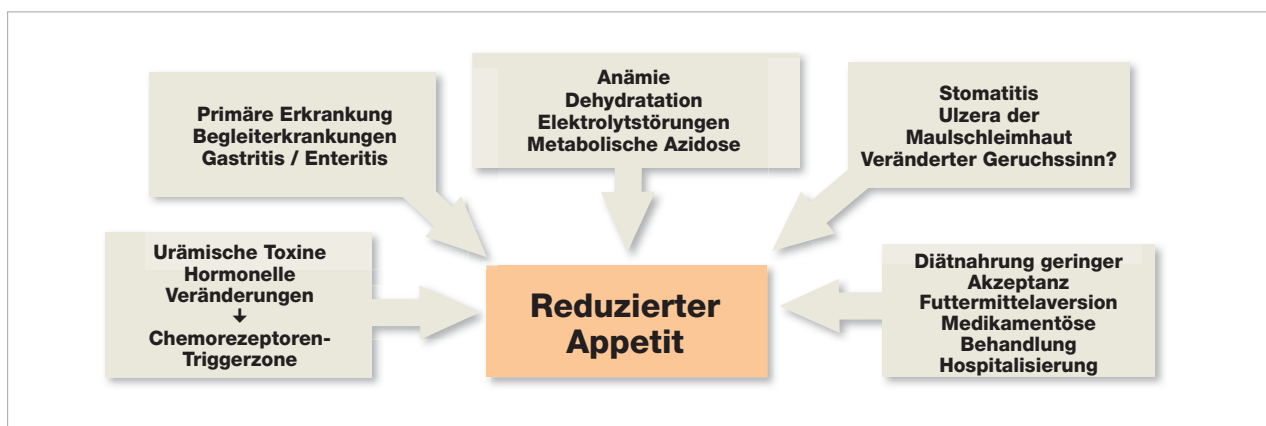 Primäre Erkrankung
Begleiterkrankungen
Gastritis / Enteritis
Anämie
Dehydratation
Elektrolytstörungen
Metabolische Azidose
Stomatitis
Ulzera der
Maulschleimhaut
Veränderter Geruchssinn?
Urämische Toxine
Hormonelle
Veränderungen
Chemorezeptoren-
Triggerzone
Reduzierter
Appetit
Diätnahrung geringer
Akzeptanz
Futtermittelaversion
Medikamentöse
Behandlung
Hospitalisierung